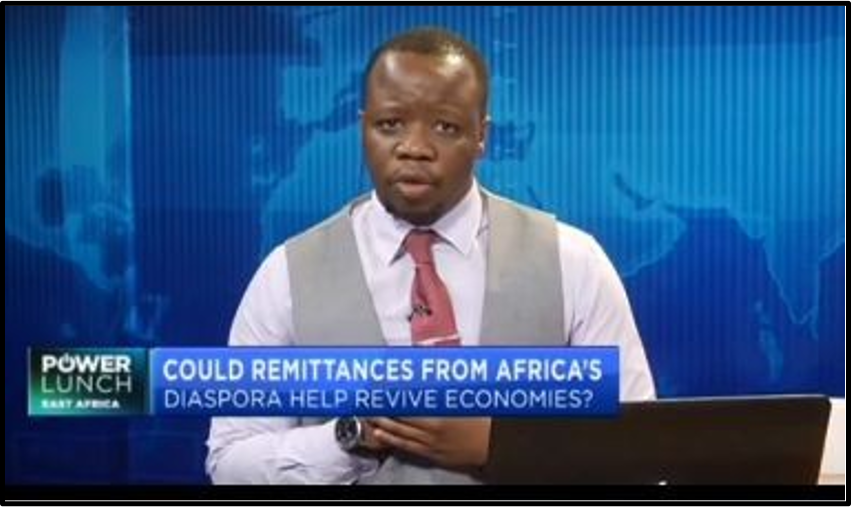 POWER
LUNCH
EAST AFRICA
COULD REMITTANCES FROM AFRICA'S
DIASPORA HELP REVIVE ECONOMIES?